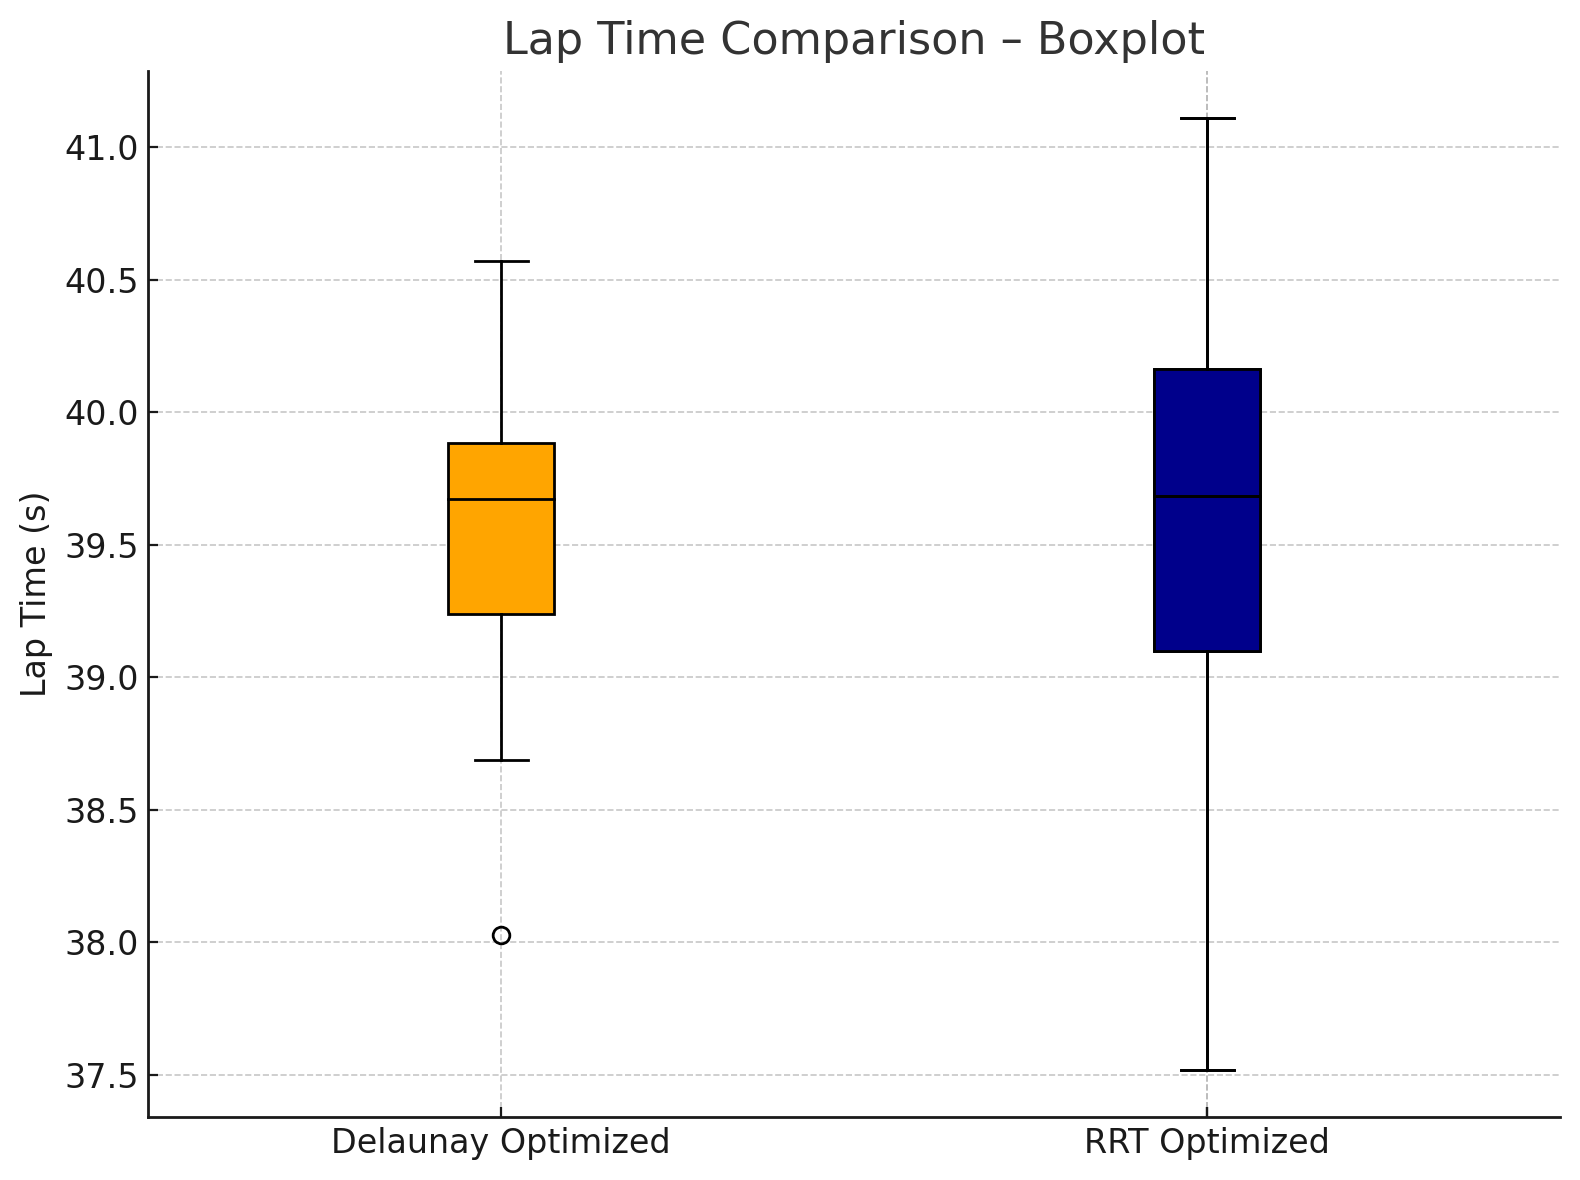 Lap Time Comparison – Boxplot
Lap Time (s)
41.0
40.5
40.0
39.5
39.0
38.5
38.0
37.5
Delaunay Optimized
RRT Optimized